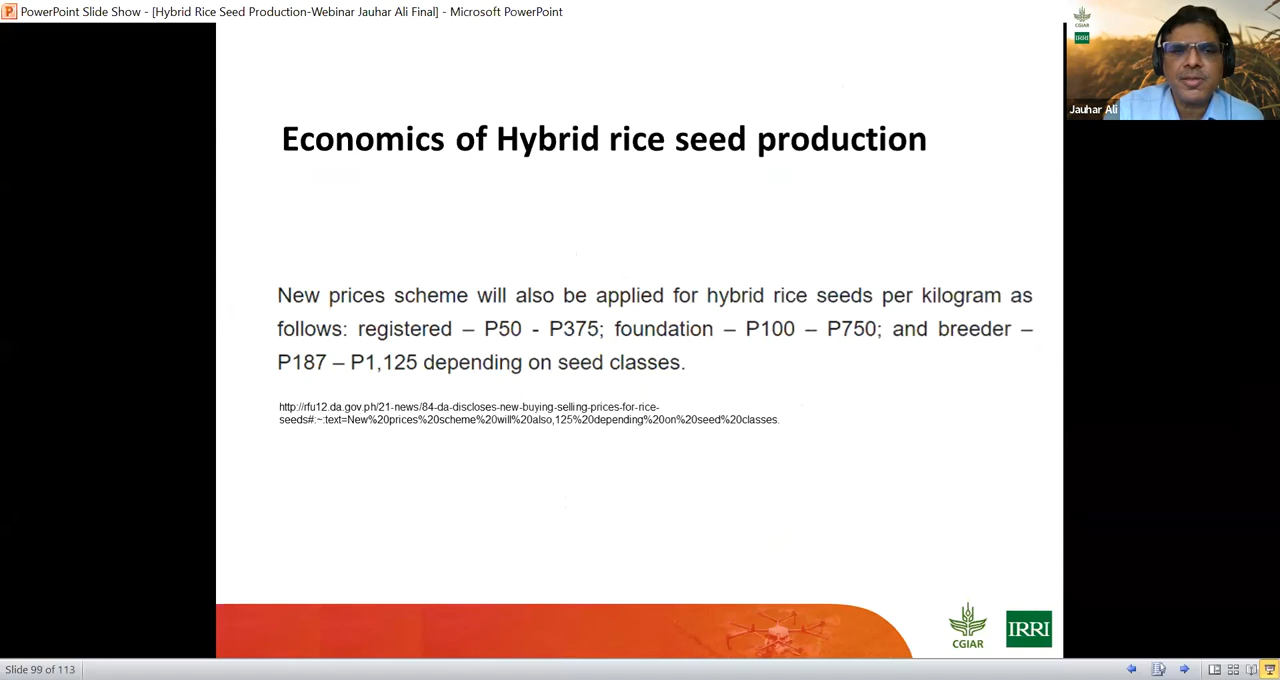 PowerPoint Slide Show - [Hybrid Rice Seed Production-Webinar Jauhar Ali Final] - Microsoft PowerPoint
CGIAR
IRRI
Jauhar Ali
Economics of Hybrid rice seed production
New prices scheme will also be applied for hybrid rice seeds per kilogram as
follows: registered – P50 - P375; foundation – P100 – P750; and breeder –
P187 – P1,125 depending on seed classes.
http://rfu12.da.gov.ph/21-news/84-da-discloses-new-buying-selling-prices-for-rice-
seeds#:~:text=New%20prices%20scheme%20will%20also,125%20depending%20on%20seed%20classes.
CGIAR
IRRI
Slide 99 of 113